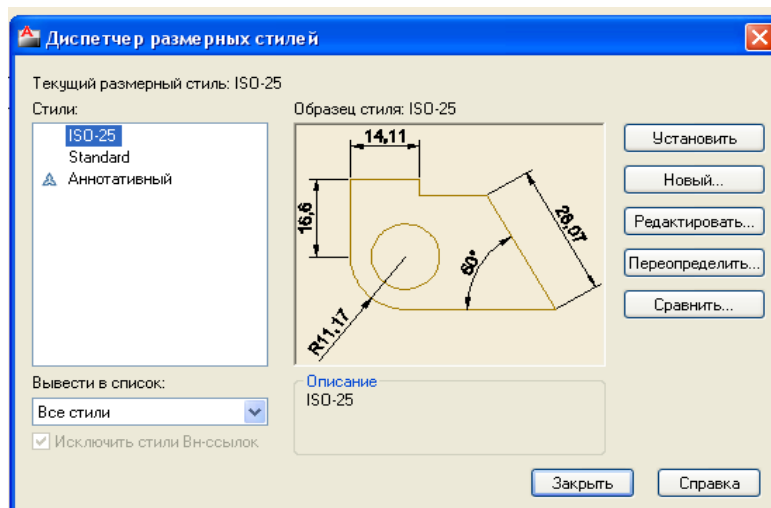 Диспетчер размерных стилей
Текущий размерный стиль: ISO-25
Стили:
ISO-25
Standard
Аннотативный
Образец стиля: ISO-25
14,11
16,6
28,07
60°
R11,17
Установить
Новый...
Редактировать...
Переопределить...
Сравнить...
Вывести в список:
Все стили
Исключить стили Вн-ссылок
Описание
ISO-25
Закрыть
Справка